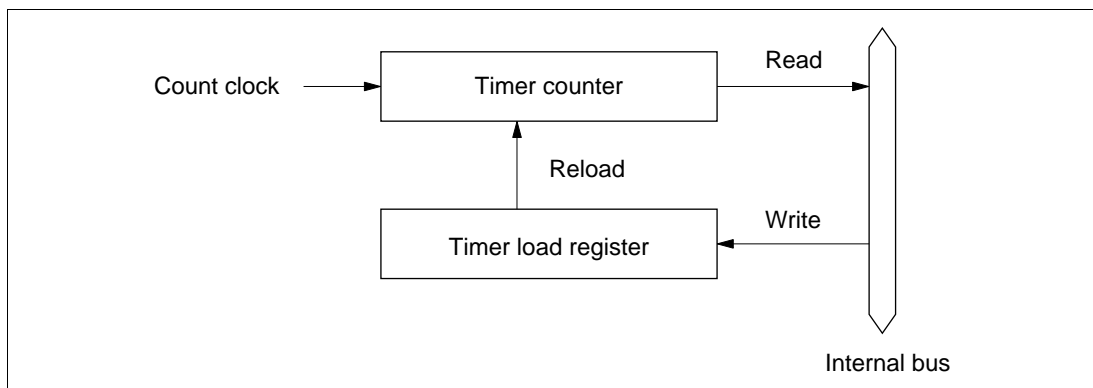 Count clock
Timer counter
Read
Reload
Timer load register
Write
Internal bus